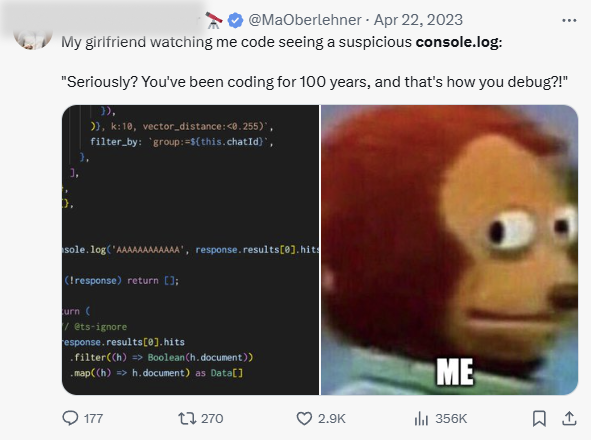 @MaOberlehner · Apr 22, 2023
My girlfriend watching me code seeing a suspicious console.log:
"Seriously? You've been coding for 100 years, and that's how you debug?!"
}),
)}, k:10, vector_distance:<0.255)`,
filter_by: `group:=${this.chatId}`,
},
],
},
},
nsole.log('AAAAAAAAAAAA', response.results[0].hits
(!response) return [];
urn (
// @ts-ignore
response.results[0].hits
.filter((h) => Boolean(h.document))
.map((h) => h.document) as Data[]
ME
177 270 2.9K 356K